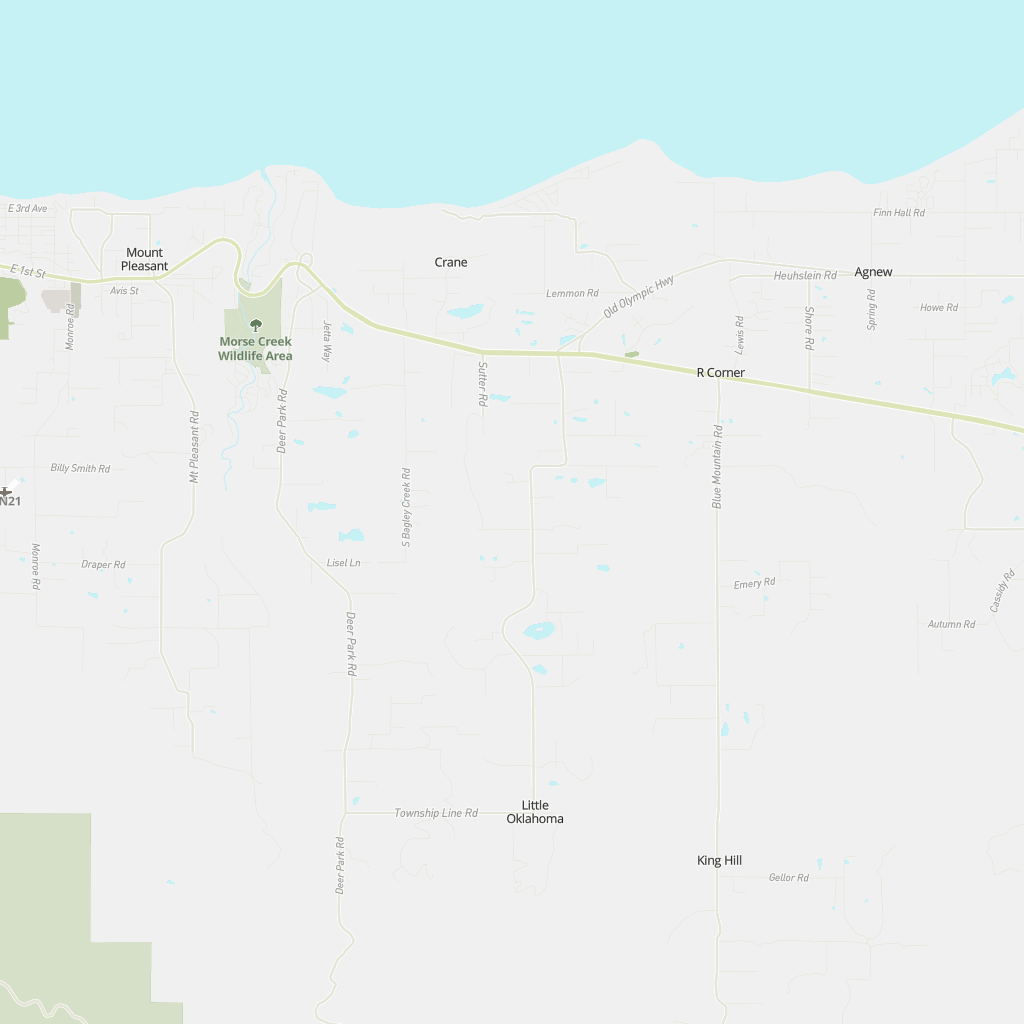 E 3rd Ave
Finn Hall Rd
Mount
Pleasant
Crane
E 1st St
Agnew
Heuhslein Rd
Avis St
Lemmon Rd
Old Olympic Hwy
Monroe Rd
Jetta Way
Spring Rd
Howe Rd
Shore Rd
Lewis Rd
Morse Creek
Wildlife Area
Sutter Rd
R Corner
Deer Park Rd
Mt Pleasant Rd
Blue Mountain Rd
Billy Smith Rd
N21
S Bagley Creek Rd
Monroe Rd
Draper Rd
Lisel Ln
Emery Rd
Cassidy Rd
Autumn Rd
Deer Park Rd
Township Line Rd
Little
Oklahoma
Deer Park Rd
King Hill
Gellor Rd